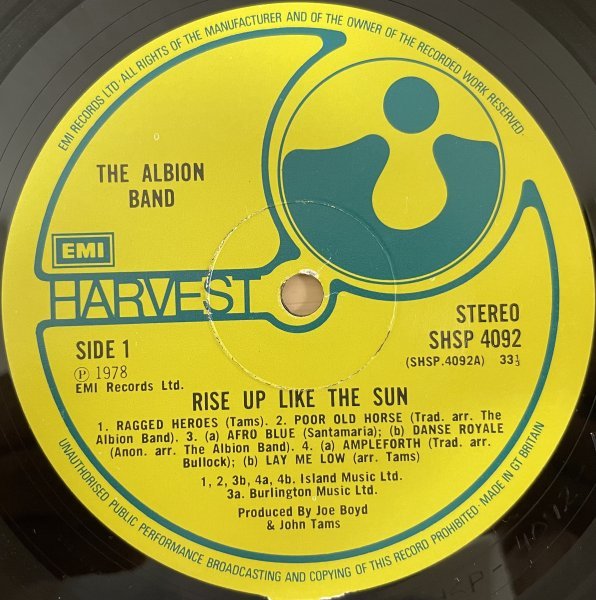 EMI RECORDS LTD· ALL RIGHTS OF THE MANUFACTURER AND OF THE OWNER OF THE RECORDED WORK RESERVED·
THE ALBION
BAND
EMI
HARVEST
STEREO
SHSP 4092
(SHSP.4092A) 33⅓
SIDE 1
Ⓟ 1978
EMI Records Ltd.
RISE UP LIKE THE SUN
1. RAGGED HEROES (Tams). 2. POOR OLD HORSE (Trad. arr. The
Albion Band). 3. (a) AFRO BLUE (Santamaria); (b) DANSE ROYALE
(Anon. arr. The Albion Band). 4. (a) AMPLEFORTH (Trad. arr.
Bullock); (b) LAY ME LOW (arr. Tams)
1, 2, 3b, 4a, 4b. Island Music Ltd.
3a. Burlington Music Ltd.
Produced by Joe Boyd
& John Tams
UNAUTHORISED PUBLIC PERFORMANCE BROADCASTING AND COPYING OF THIS RECORD PROHIBITED· MADE IN GT BRITAIN